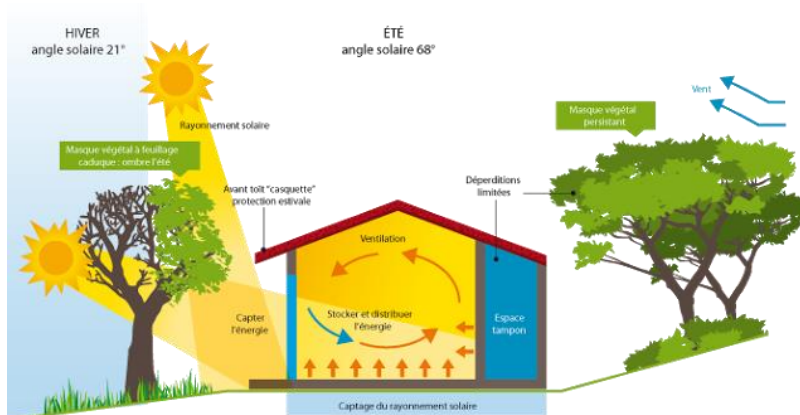 HIVER
angle solaire 21°
ÉTÉ
angle solaire 68°
Vent
Rayonnement solaire
Masque végétal
persistant
Masque végétal à feuillage
caduque : ombre l'été
Avant toît "casquette"
protection estivale
Déperditions
limitées
Ventilation
Capter
l'énergie
Stocker et distribuer
l'énergie
Espace
tampon
Captage du rayonnement solaire